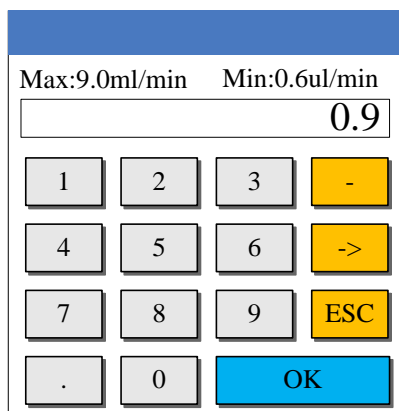 Max:9.0ml/min Min:0.6ul/min
0.9
1 2 3 -
4 5 6 ->
7 8 9 ESC
. 0 OK